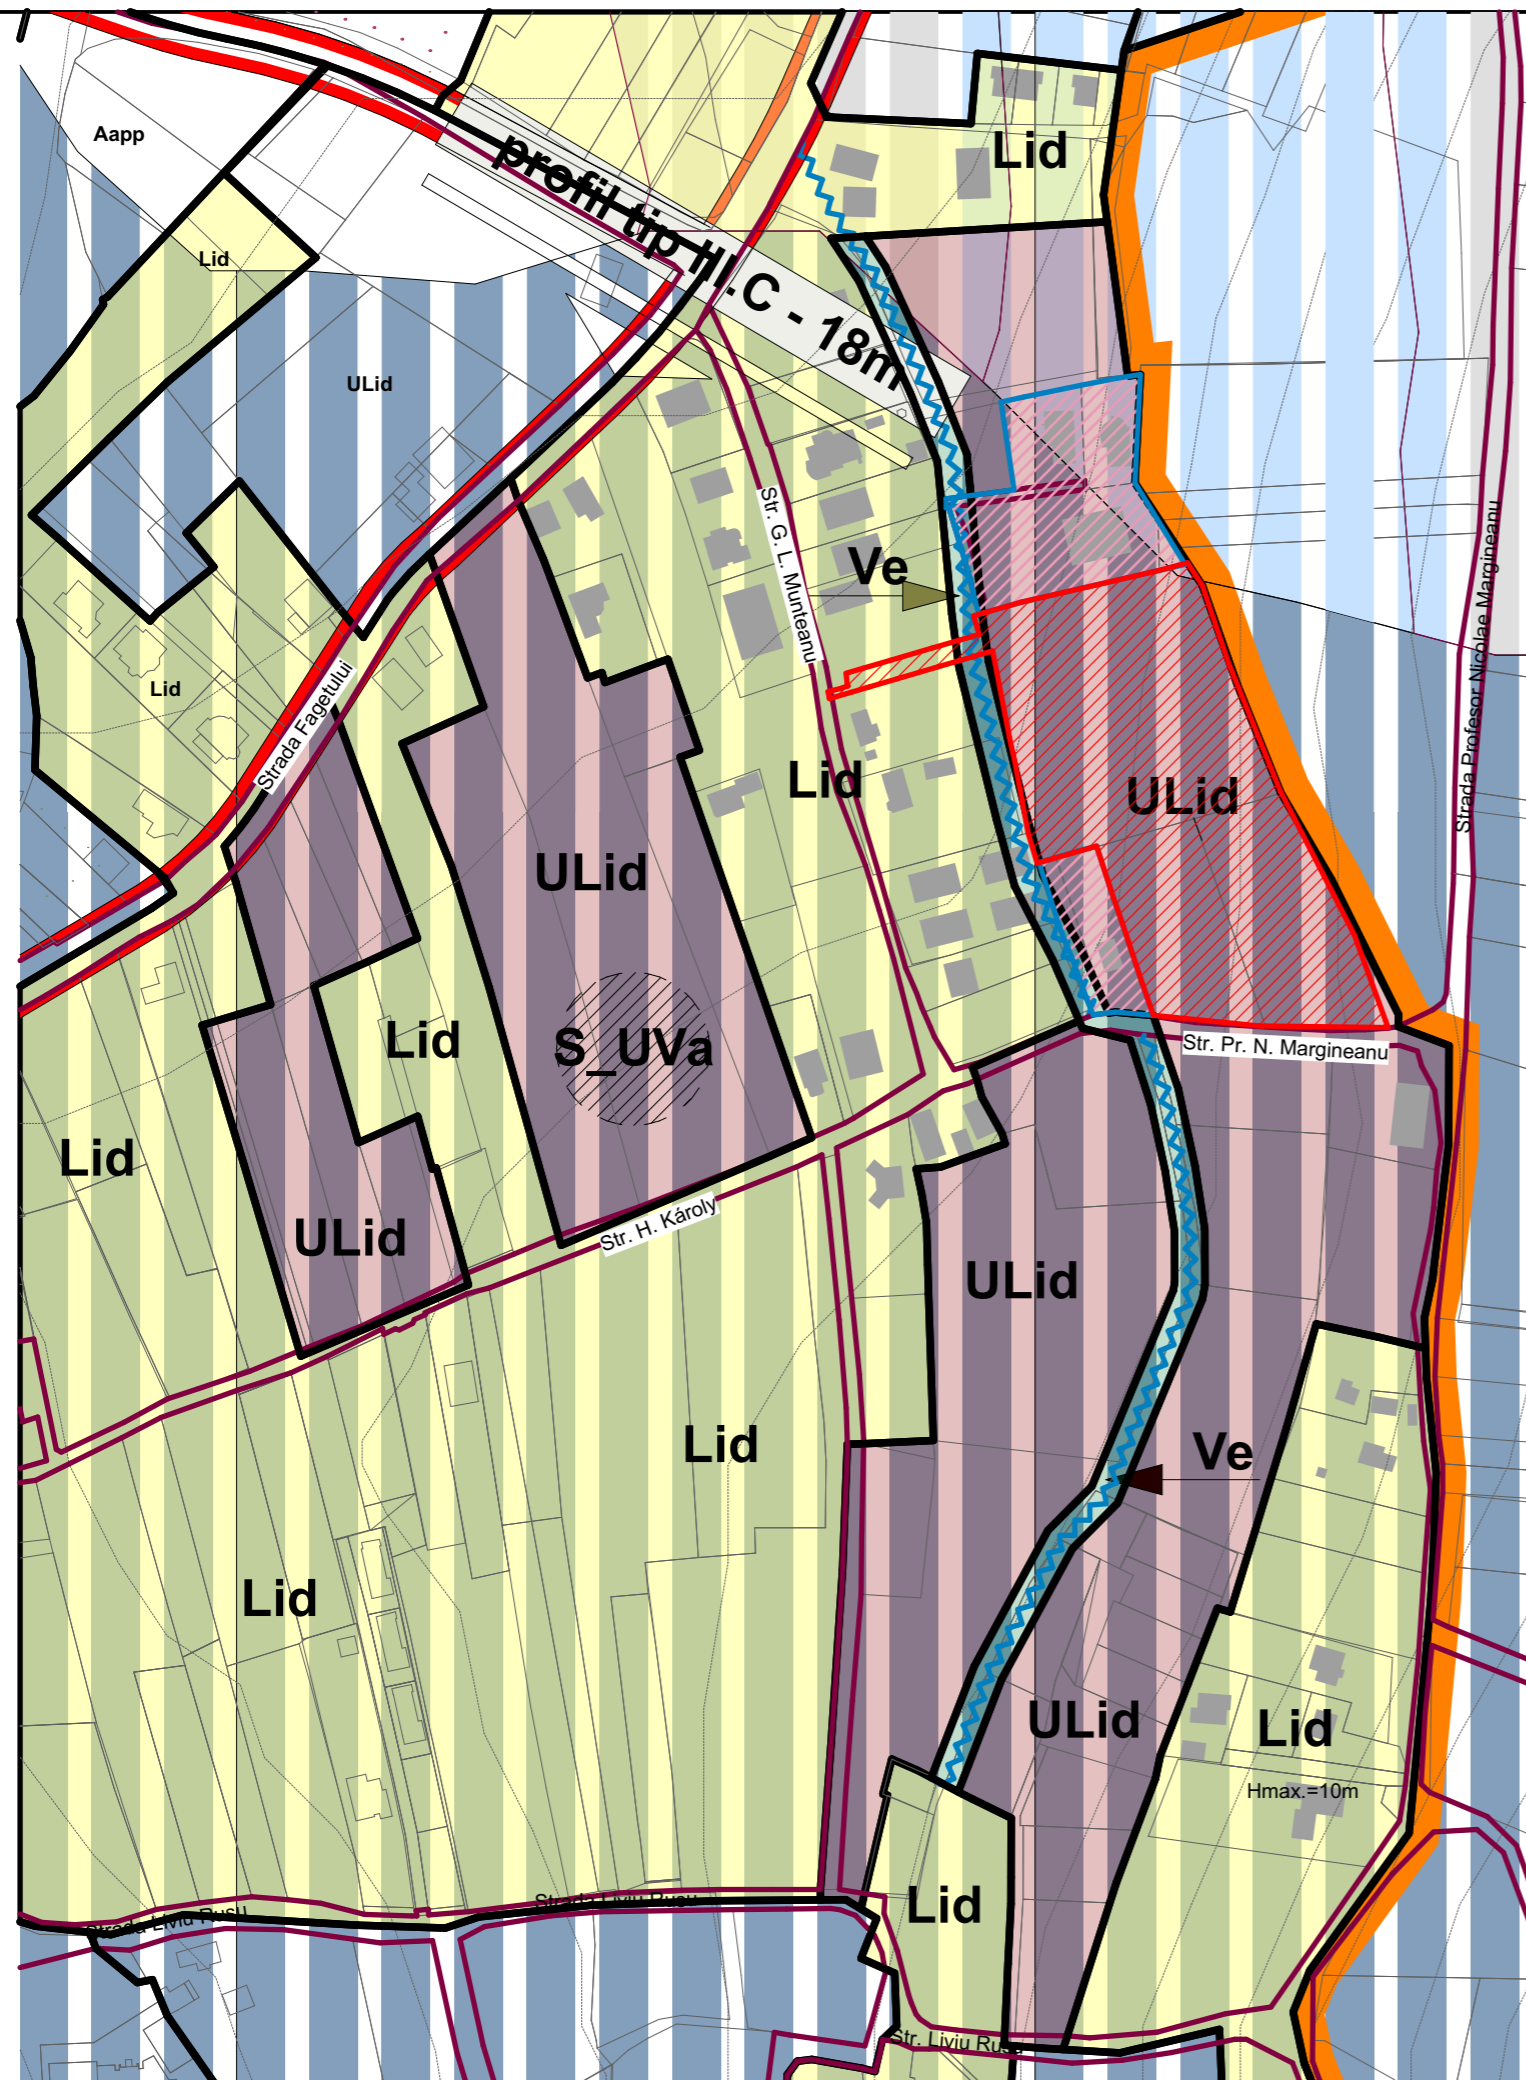 Aapp
profil tip III.C - 18m
Lid
Lid
ULid
Str. G. L. Munteanu
Ve
Strada Profesor Nicolae Margineanu
Lid
Strada Fagetului
Lid
ULid
ULid
S_UVa
Lid
Str. Pr. N. Margineanu
Lid
ULid
Str. H. Károly
ULid
Lid
Ve
Lid
ULid
Lid
Hmax.=10m
Lid
Strada Liviu Rusu
Strada Liviu Rusu
Str. Liviu Rusu